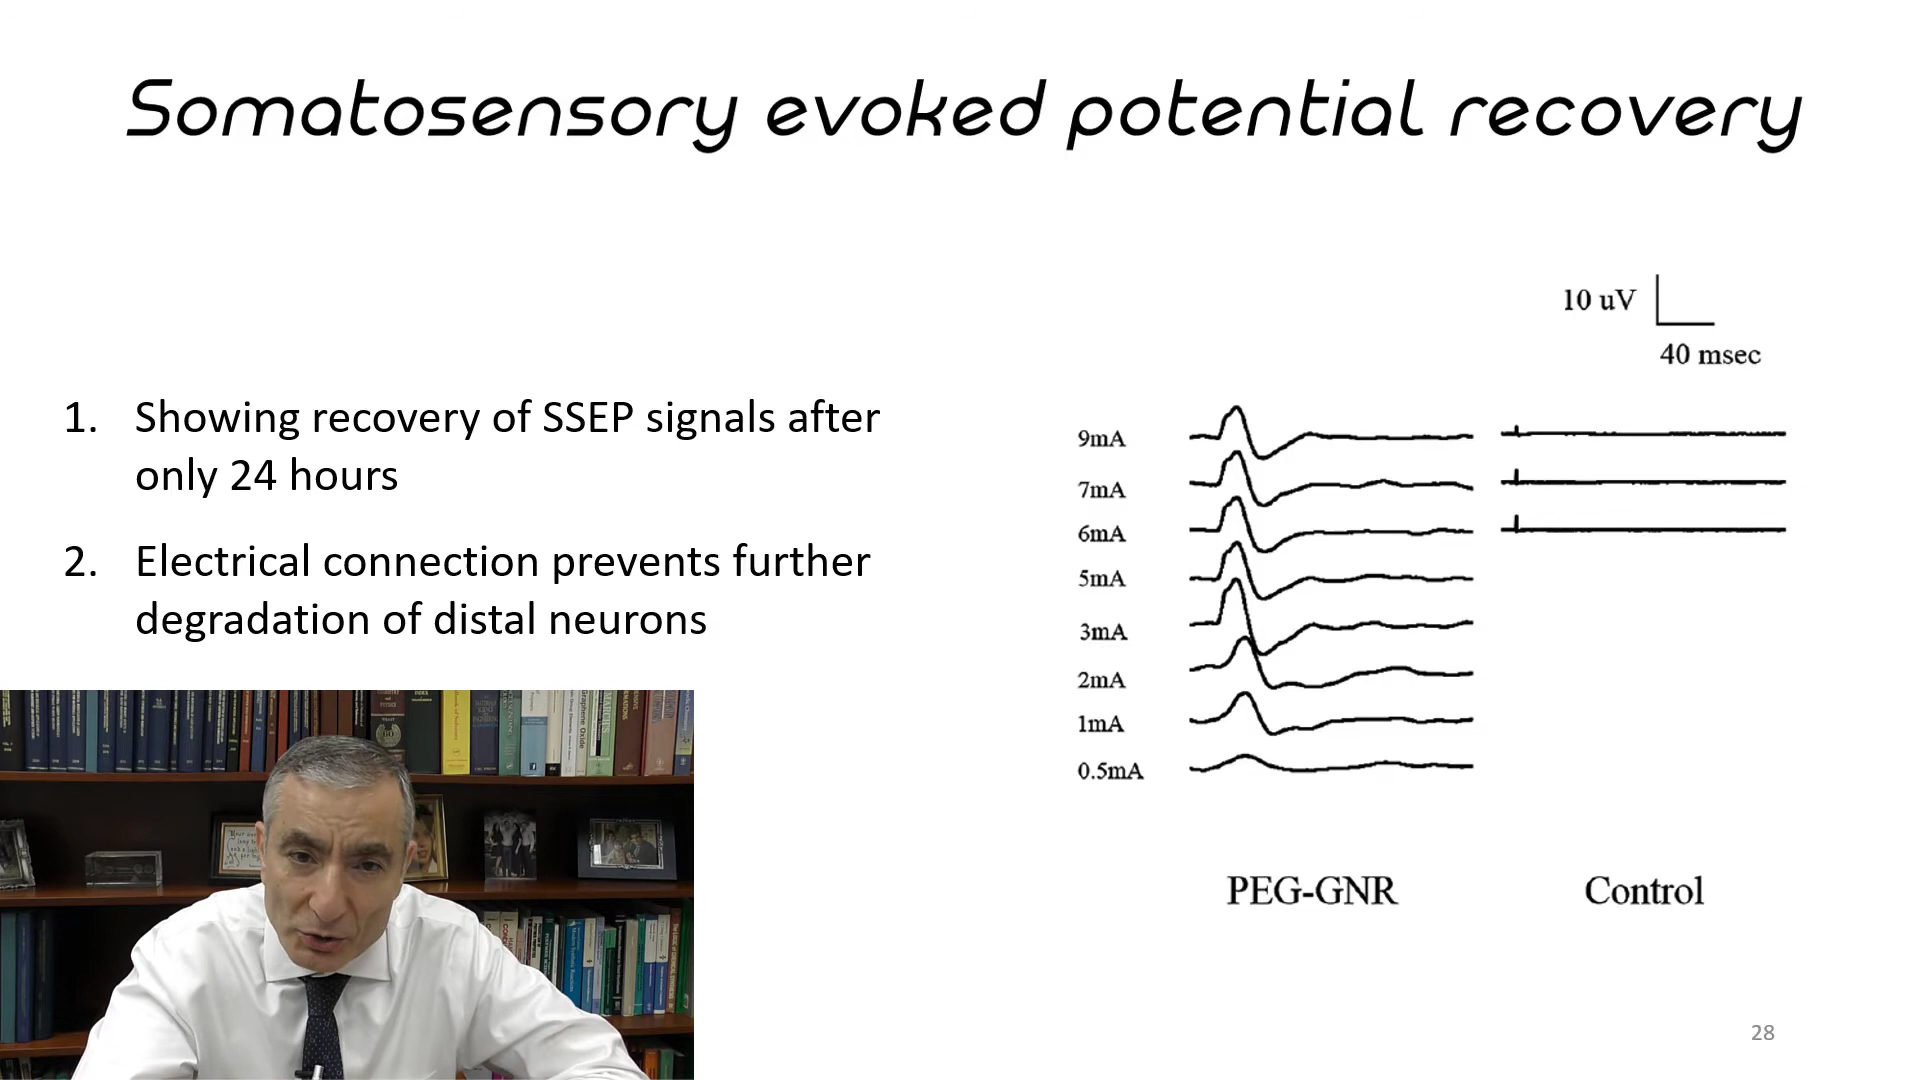 Somatosensory evoked potential recovery
10 uV
40 msec
1. Showing recovery of SSEP signals after
only 24 hours
2. Electrical connection prevents further
degradation of distal neurons
9mA
7mA
6mA
5mA
3mA
2mA
1mA
0.5mA
PEG-GNR
Control
Graphene Oxide
28